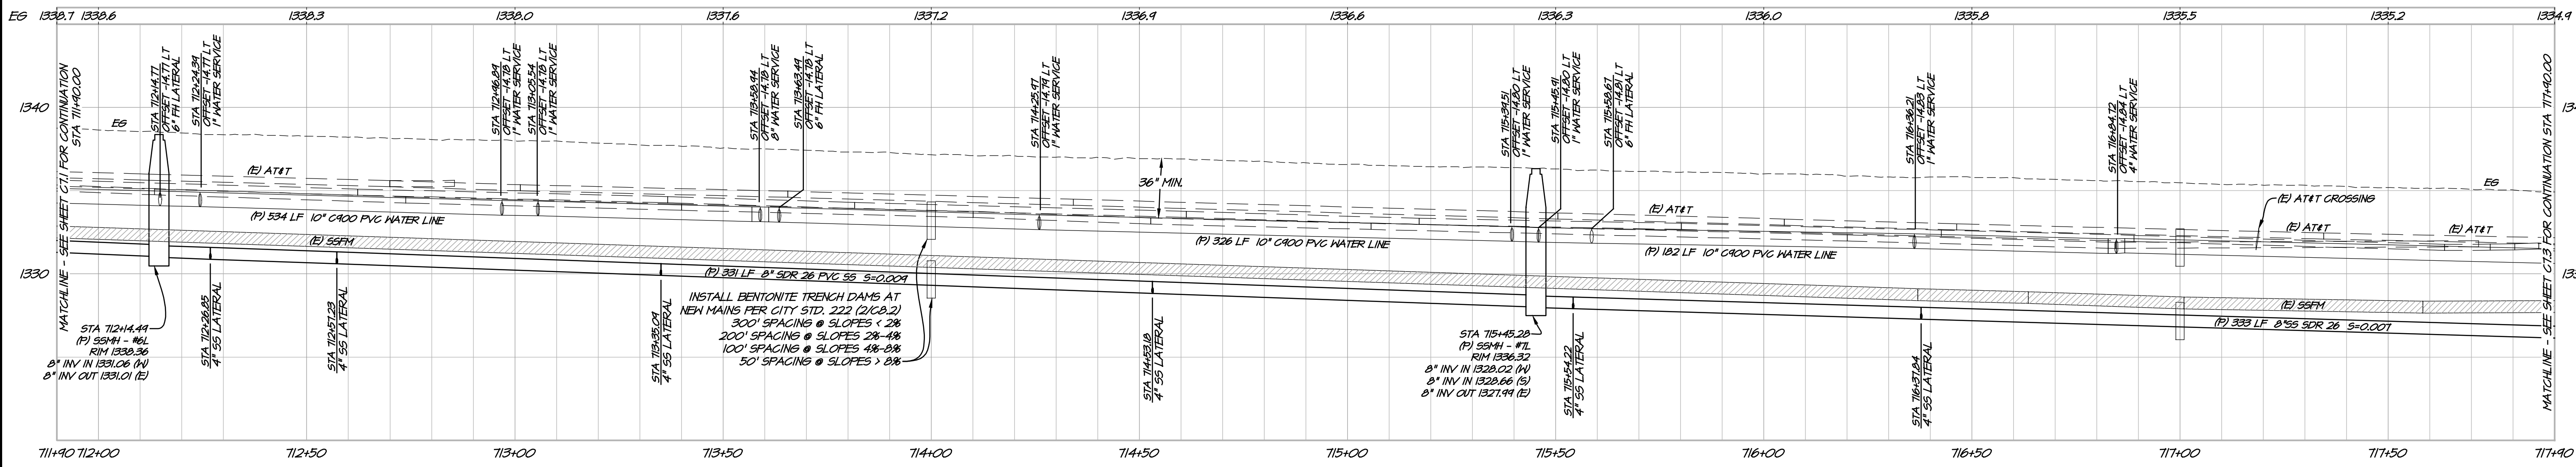 EG 1338.7 1338.6 1338.3 1338.0 1337.6 1337.2 1336.9 1336.6 1336.3 1336.0 1335.8 1335.5 1335.2 1334.9
MATCHLINE - SEE SHEET C7.1 FOR CONTINUATION
STA 711+90.00
STA 712+14.77
OFFSET -14.77 LT
6" FH LATERAL
STA 712+24.39
OFFSET -14.77 LT
1" WATER SERVICE
STA 712+96.89
OFFSET -14.78 LT
1" WATER SERVICE
STA 713+05.54
OFFSET -14.78 LT
1" WATER SERVICE
STA 713+58.94
OFFSET -14.78 LT
8" WATER SERVICE
STA 713+63.49
OFFSET -14.78 LT
6" FH LATERAL
STA 714+25.97
OFFSET -14.79 LT
1" WATER SERVICE
STA 715+39.51
OFFSET -14.80 LT
1" WATER SERVICE
STA 715+45.91
OFFSET -14.80 LT
1" WATER SERVICE
STA 715+58.67
OFFSET -14.81 LT
6" FH LATERAL
STA 716+36.21
OFFSET -14.83 LT
1" WATER SERVICE
STA 716+84.72
OFFSET -14.84 LT
4" WATER SERVICE
MATCHLINE - SEE SHEET C7.3 FOR CONTINUATION STA 717+90.00
1340
EG
36" MIN.
EG
(E) AT&T
(E) AT&T
(E) AT&T CROSSING
(E) AT&T
(E) AT&T
(P) 534 LF 10" C900 PVC WATER LINE
(P) 326 LF 10" C900 PVC WATER LINE
(P) 182 LF 10" C900 PVC WATER LINE
(E) SSFM
1330
(P) 331 LF 8" SDR 26 PVC SS S=0.009
(E) SSFM
(P) 333 LF 8"SS SDR 26 S=0.007
INSTALL BENTONITE TRENCH DAMS AT
NEW MAINS PER CITY STD. 222 (2/C8.2)
300' SPACING @ SLOPES < 2%
200' SPACING @ SLOPES 2%-4%
100' SPACING @ SLOPES 4%-8%
50' SPACING @ SLOPES > 8%
STA 712+14.49
(P) SSMH - #6L
RIM 1338.36
8" INV IN 1331.06 (W)
8" INV OUT 1331.01 (E)
STA 712+26.85
4" SS LATERAL
STA 712+57.23
4" SS LATERAL
STA 713+35.09
4" SS LATERAL
STA 714+53.18
4" SS LATERAL
STA 715+45.28
(P) SSMH - #7L
RIM 1336.32
8" INV IN 1328.02 (W)
8" INV IN 1328.66 (S)
8" INV OUT 1327.99 (E)
STA 715+54.22
4" SS LATERAL
STA 716+37.84
4" SS LATERAL
711+90 712+00 712+50 713+00 713+50 714+00 714+50 715+00 715+50 716+00 716+50 717+00 717+50 717+90